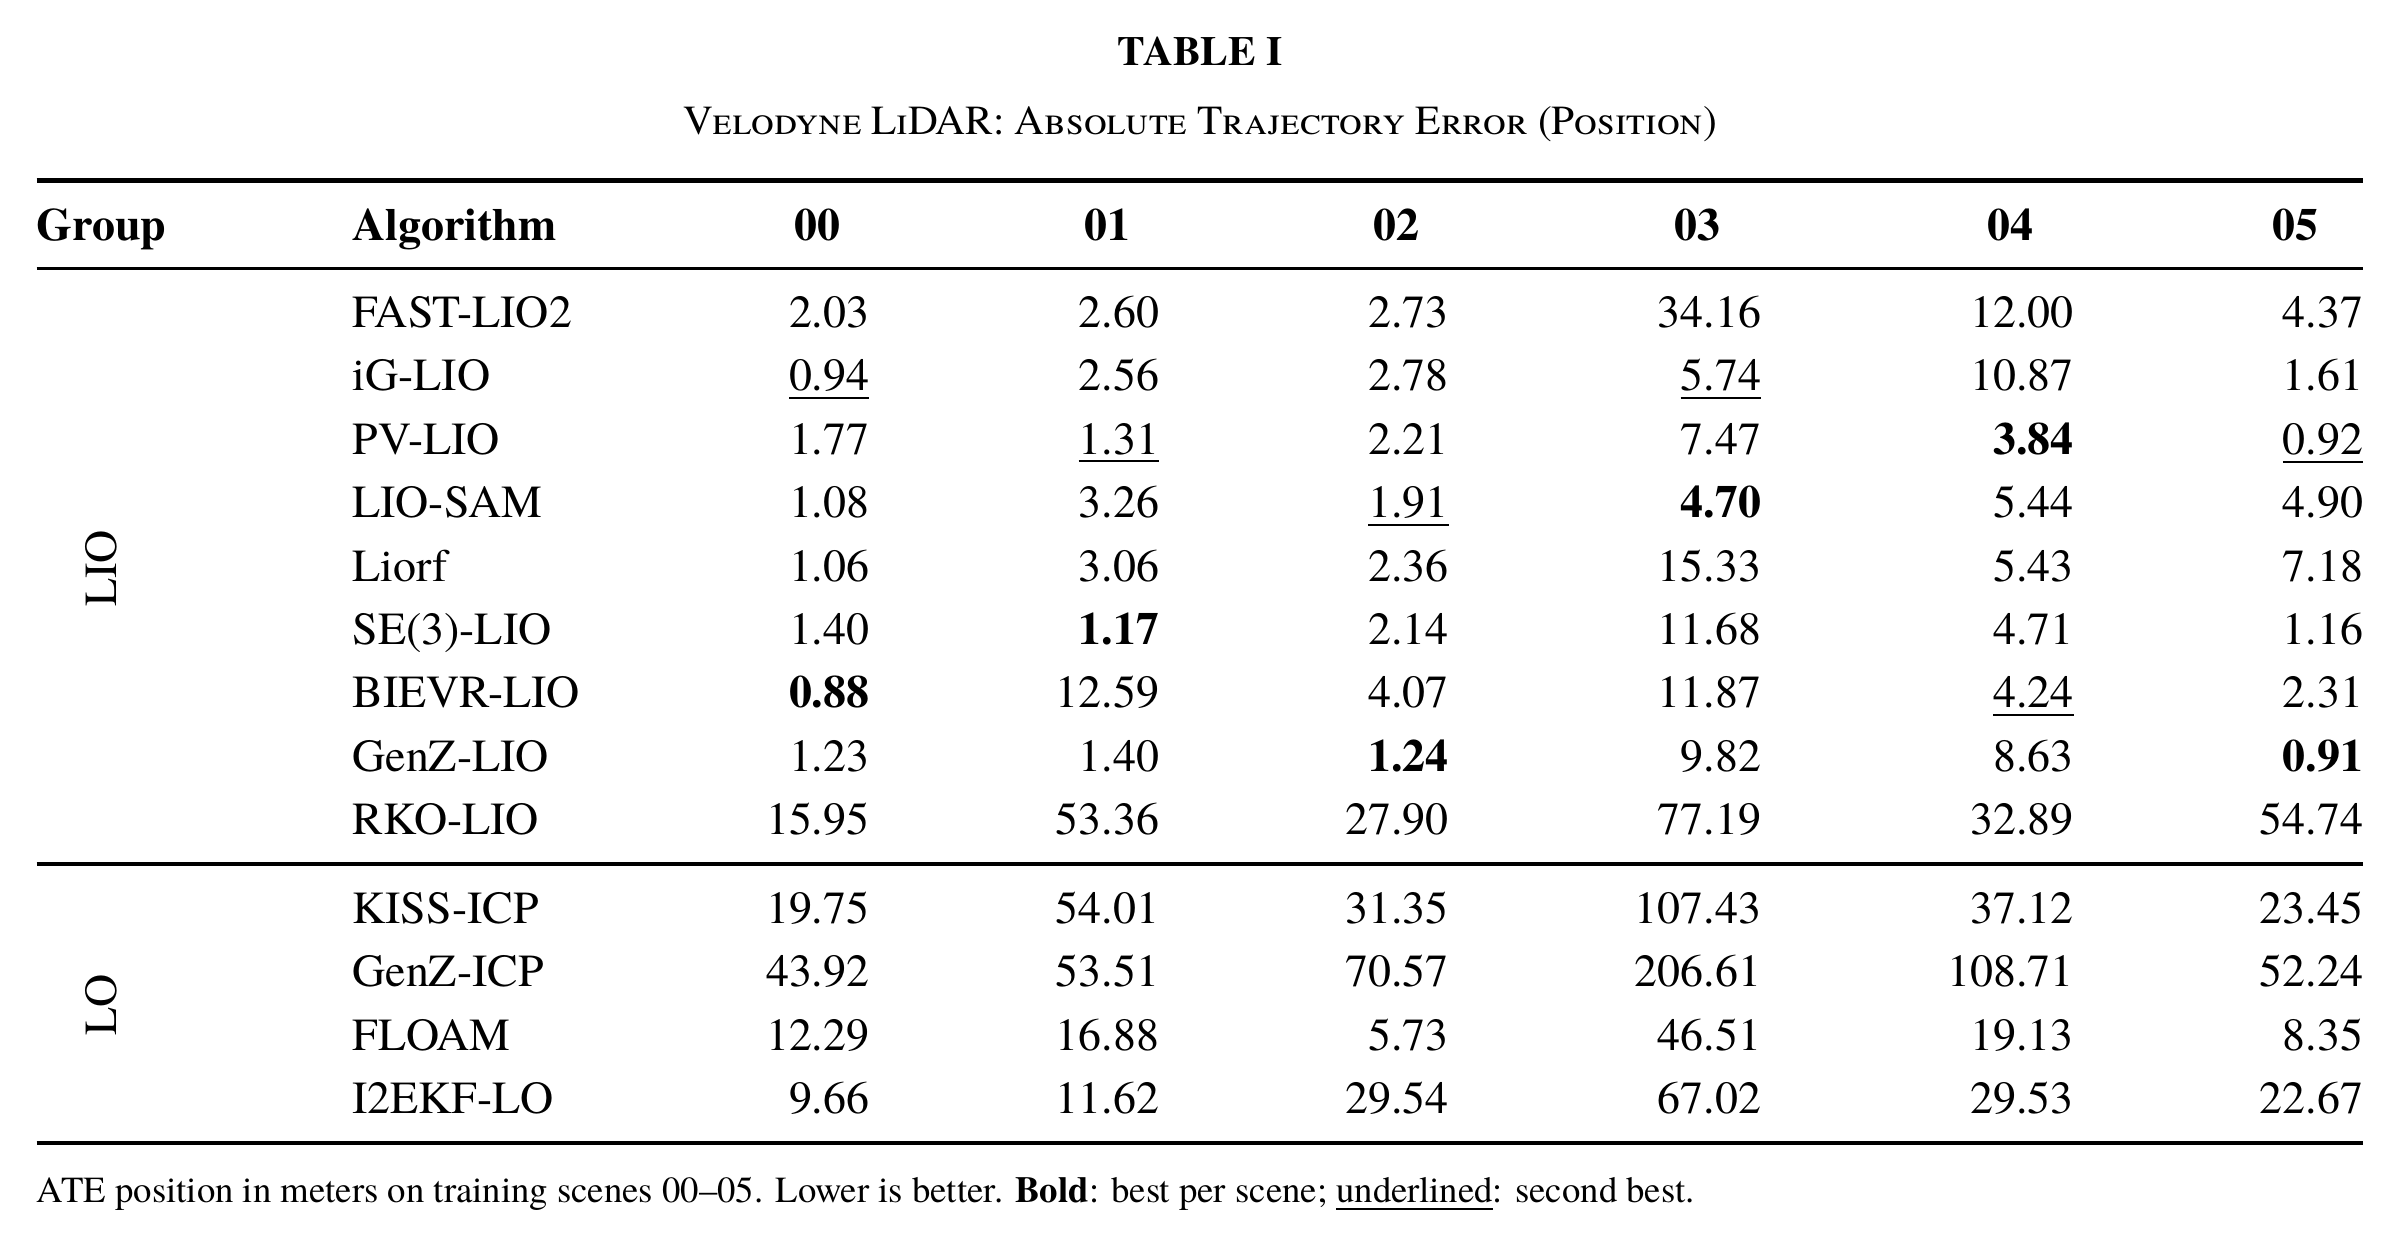 TABLE I
Velodyne LiDAR: Absolute Trajectory Error (Position)
Group Algorithm 00 01 02 03 04 05
LIO
FAST-LIO2 2.03 2.60 2.73 34.16 12.00 4.37
iG-LIO 0.94 2.56 2.78 5.74 10.87 1.61
PV-LIO 1.77 1.31 2.21 7.47 3.84 0.92
LIO-SAM 1.08 3.26 1.91 4.70 5.44 4.90
Liorf 1.06 3.06 2.36 15.33 5.43 7.18
SE(3)-LIO 1.40 1.17 2.14 11.68 4.71 1.16
BIEVR-LIO 0.88 12.59 4.07 11.87 4.24 2.31
GenZ-LIO 1.23 1.40 1.24 9.82 8.63 0.91
RKO-LIO 15.95 53.36 27.90 77.19 32.89 54.74
LO
KISS-ICP 19.75 54.01 31.35 107.43 37.12 23.45
GenZ-ICP 43.92 53.51 70.57 206.61 108.71 52.24
FLOAM 12.29 16.88 5.73 46.51 19.13 8.35
I2EKF-LO 9.66 11.62 29.54 67.02 29.53 22.67
ATE position in meters on training scenes 00–05. Lower is better. Bold: best per scene; underlined: second best.